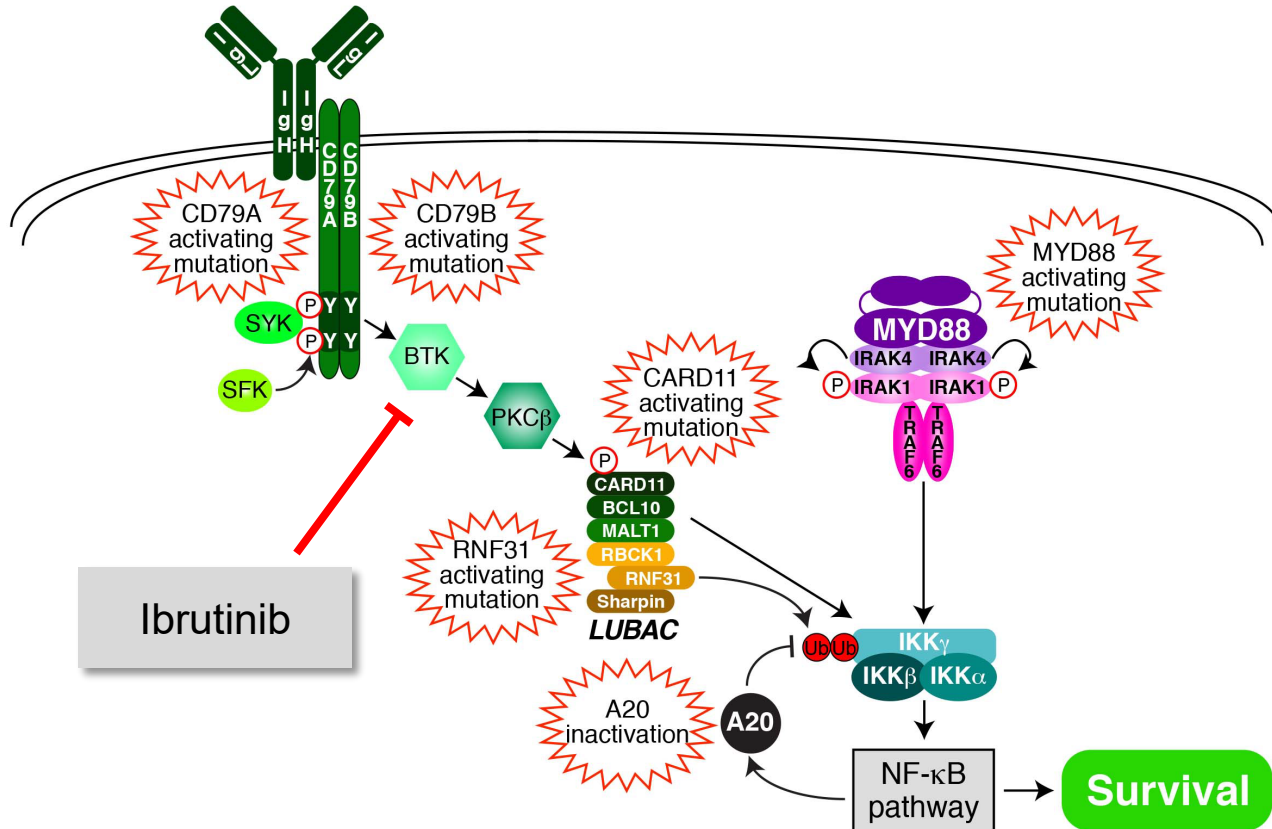 IgL
IgL
IgH
IgH
CD79A
CD79B
CD79A
activating
mutation
CD79B
activating
mutation
MYD88
activating
mutation
P
Y
Y
P
Y
Y
SYK
SFK
BTK
PKCβ
MYD88
IRAK4
IRAK4
P
IRAK1
IRAK1
P
TRAF6
TRAF6
CARD11
activating
mutation
P
CARD11
BCL10
MALT1
RBCK1
RNF31
Sharpin
LUBAC
RNF31
activating
mutation
Ibrutinib
Ub
Ub
IKKγ
IKKβ
IKKα
A20
inactivation
A20
NF-κB
pathway
Survival